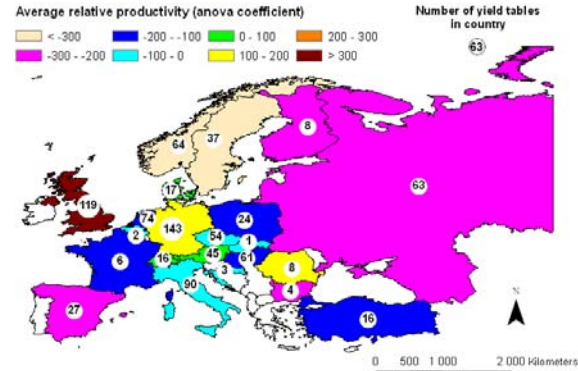 Average relative productivity (anova coefficient)
Number of yield tables
in country
< -300
-200 - -100
0 - 100
200 - 300
63
-300 - -200
-100 - 0
100 - 200
> 300
64
37
8
17
63
119
74
143
24
2
54
1
6
16
45
61
3
8
90
4
27
16
N
0 500 1 000 2 000 Kilometers